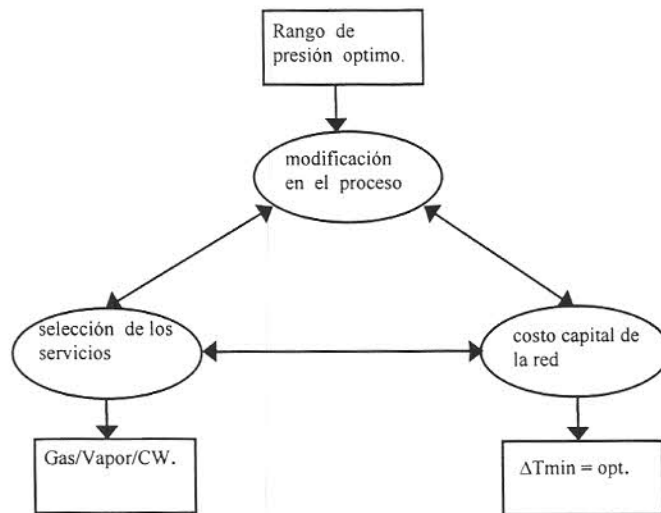 Rango de
presión optimo.
modificación
en el proceso
selección de los
servicios
costo capital de
la red
Gas/Vapor/CW.
ΔTmin = opt.